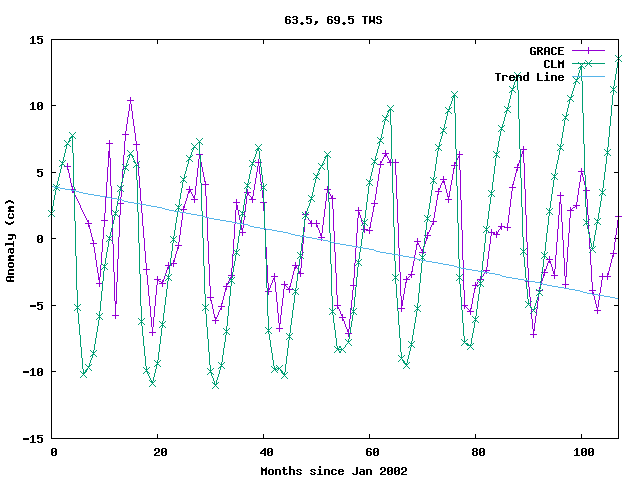 63.5, 69.5 TWS
GRACE
CLM
Trend Line
15
10
5
0
-5
-10
-15
Anomaly (cm)
0 20 40 60 80 100
Months since Jan 2002